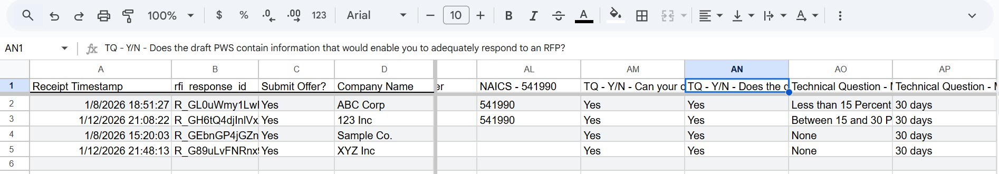 100% $ % .0 .00 123 Arial 10 B I A A
AN1 fx TQ - Y/N - Does the draft PWS contain information that would enable you to adequately respond to an RFP?
A B C D AL AM AN AO AP
1 Receipt Timestamp rfi_response_id Submit Offer? Company Name er NAICS - 541990 TQ - Y/N - Can your c TQ - Y/N - Does the d Technical Question - M Technical Question - M
2 1/8/2026 18:51:27 R_GL0uWmy1Lwl Yes ABC Corp 541990 Yes Yes Less than 15 Percent 30 days
3 1/12/2026 21:08:22 R_GH6tQ4djInlVx Yes 123 Inc 541990 Yes Yes Between 15 and 30 P 30 days
4 1/8/2026 15:20:03 R_GEbnGP4jGZn Yes Sample Co. Yes Yes None 30 days
5 1/12/2026 21:48:13 R_G89uLvFNRnx Yes XYZ Inc Yes Yes None 30 days
6